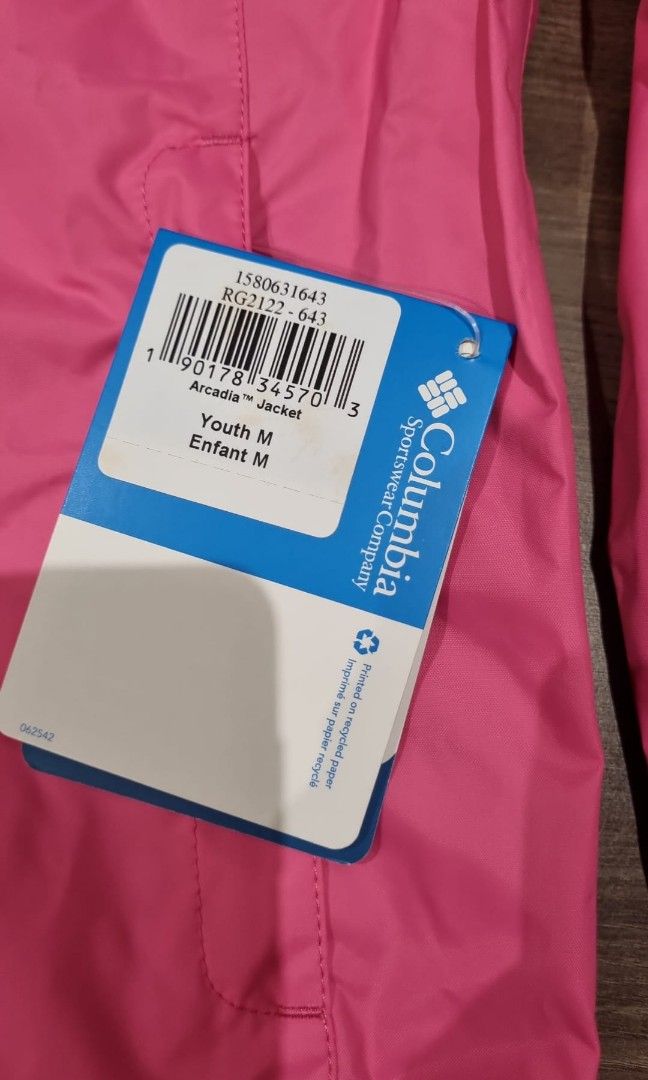 1580631643
RG2122 - 643
1 90178 34570 3
Arcadia™ Jacket
Youth M
Enfant M
Columbia
Sportswear Company
Printed on recycled paper
Imprimé sur papier recyclé
062542